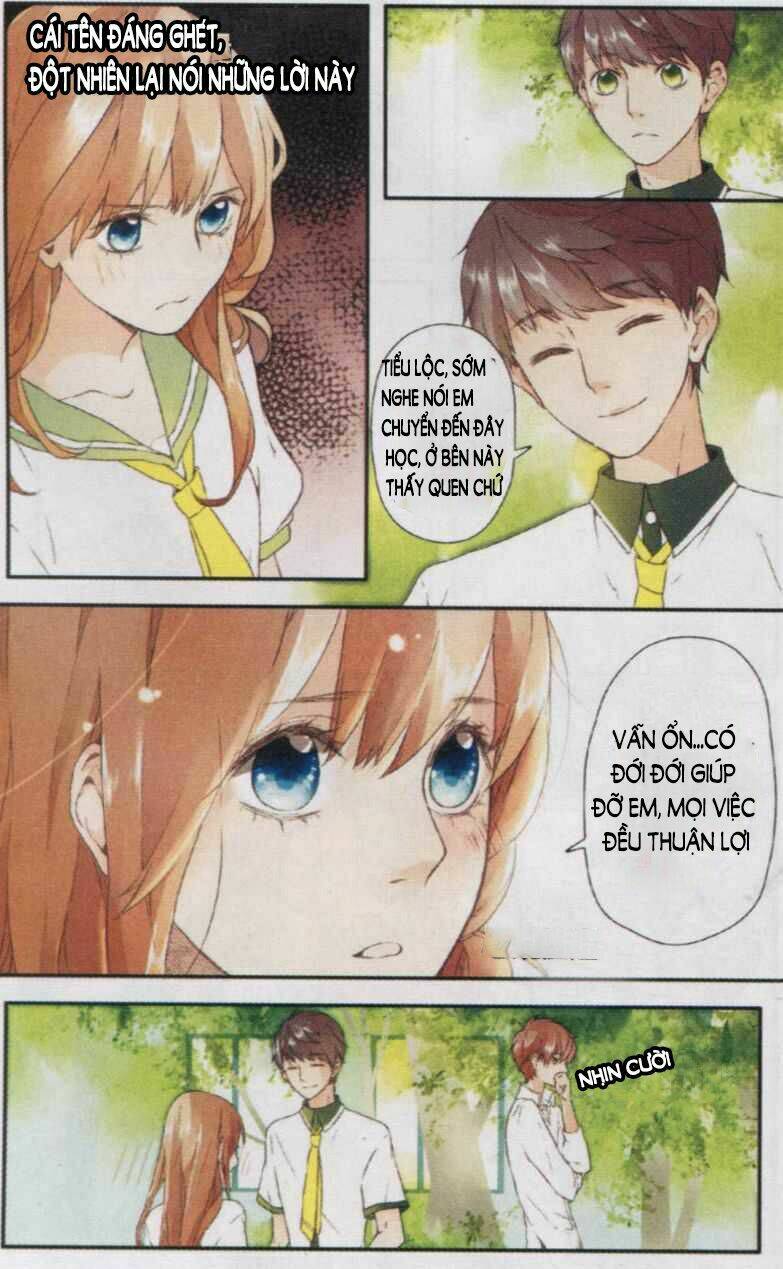 CÁI TÊN ĐÁNG GHÉT,
ĐỘT NHIÊN LẠI NÓI NHỮNG LỜI NÀY
TIỂU LỘC, SỚM
NGHE NÓI EM
CHUYỂN ĐẾN ĐÂY
HỌC, Ở BÊN NÀY
THẤY QUEN CHỨ
VẪN ỔN...CÓ
ĐỚI ĐỚI GIÚP
ĐỠ EM, MỌI VIỆC
ĐỀU THUẬN LỢI
NHỊN CƯỜI